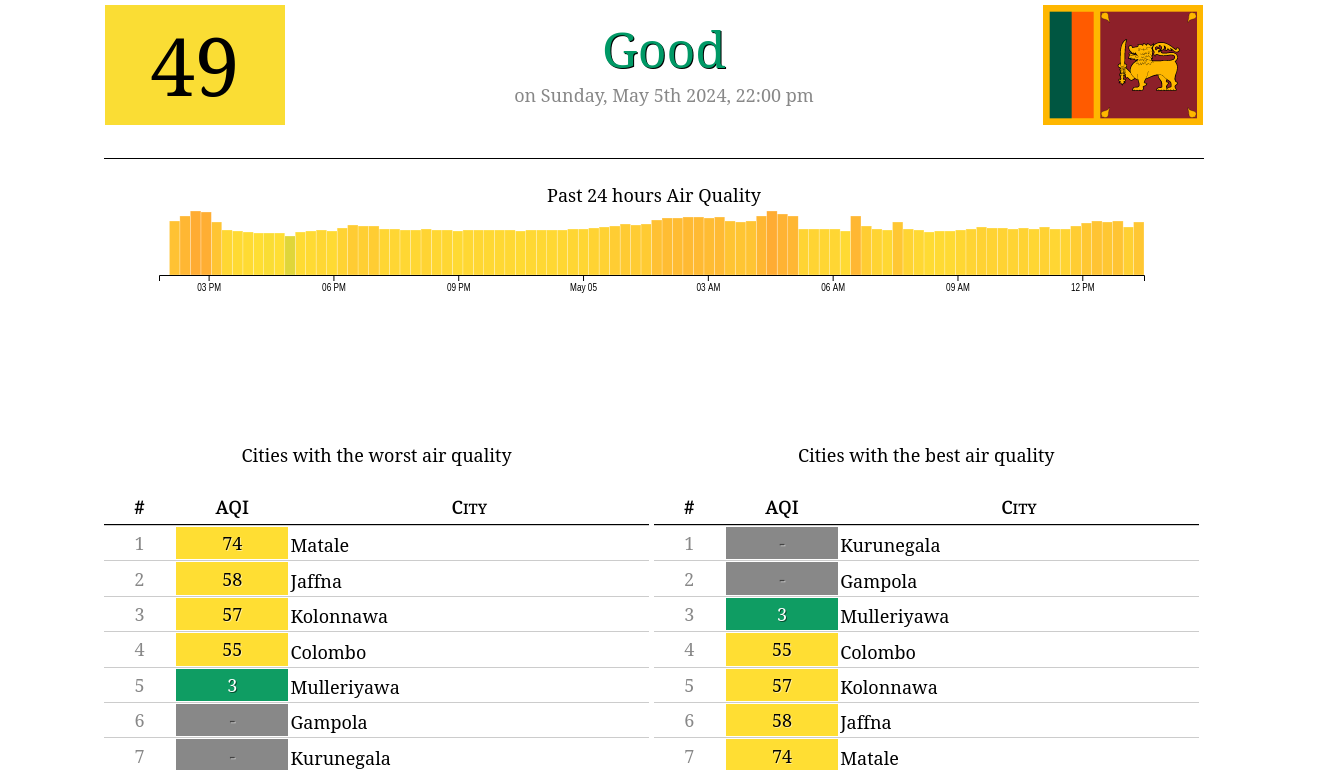 49
Good
on Sunday, May 5th 2024, 22:00 pm
Past 24 hours Air Quality
03 PM 06 PM 09 PM May 05 03 AM 06 AM 09 AM 12 PM
Cities with the worst air quality
# AQI City
1 74 Matale
2 58 Jaffna
3 57 Kolonnawa
4 55 Colombo
5 3 Mulleriyawa
6 - Gampola
7 - Kurunegala
Cities with the best air quality
# AQI City
1 - Kurunegala
2 - Gampola
3 3 Mulleriyawa
4 55 Colombo
5 57 Kolonnawa
6 58 Jaffna
7 74 Matale